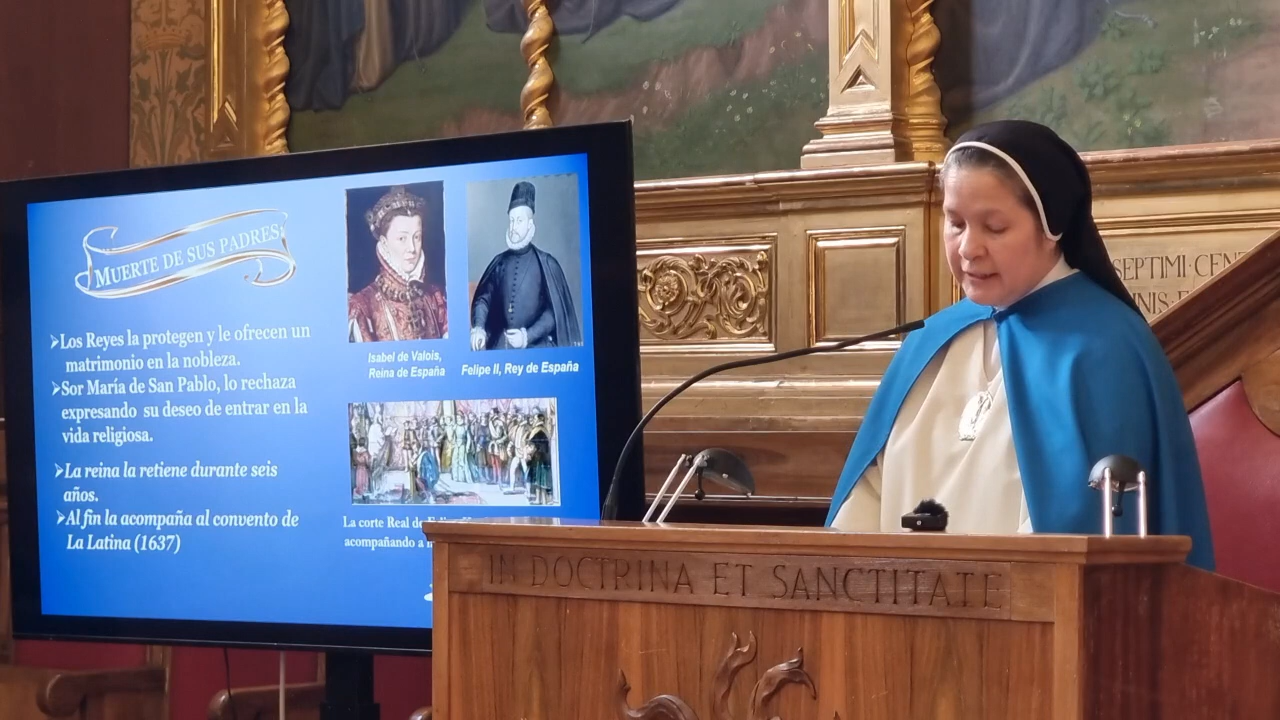 MUERTE DE SUS PADRES
➢Los Reyes la protegen y le ofrecen un
matrimonio en la nobleza.
➢Sor María de San Pablo, lo rechaza
expresando su deseo de entrar en la
vida religiosa.
➢La reina la retiene durante seis
años.
➢Al fin la acompaña al convento de
La Latina (1637)
Isabel de Valois,
Reina de España
Felipe II, Rey de España
La corte Real de
acompañando a
SEPTIMI·CEN
NNIS
IN DOCTRINA ET SANCTITATE